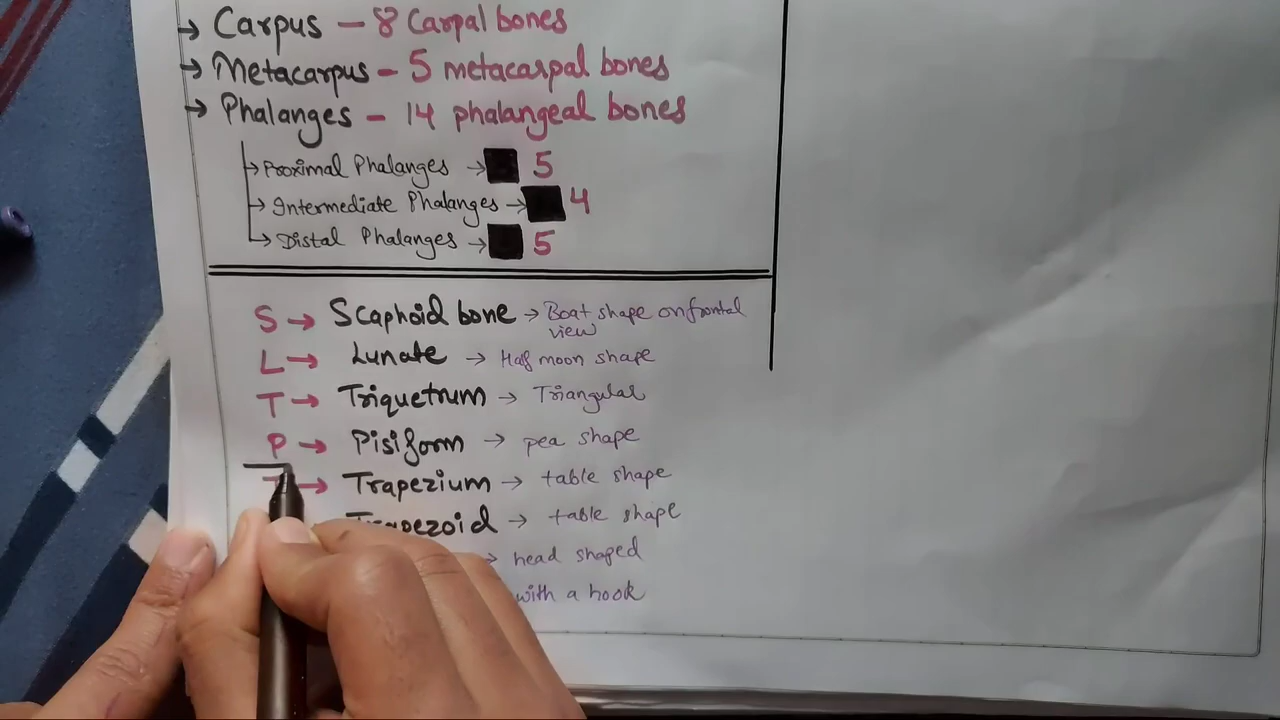 → Carpus – 8 Carpal bones
→ Metacarpus – 5 metacarpal bones
→ Phalanges – 14 phalangeal bones
→ Proximal Phalanges → 5
→ Intermediate Phalanges → 4
→ Distal Phalanges → 5
S → Scaphoid bone → Boat shape on frontal
view
L → Lunate → Half moon shape
T → Triquetrum → Triangular
P → Pisiform → pea shape
T → Trapezium → table shape
Trapezoid → table shape
→ head shaped
with a hook